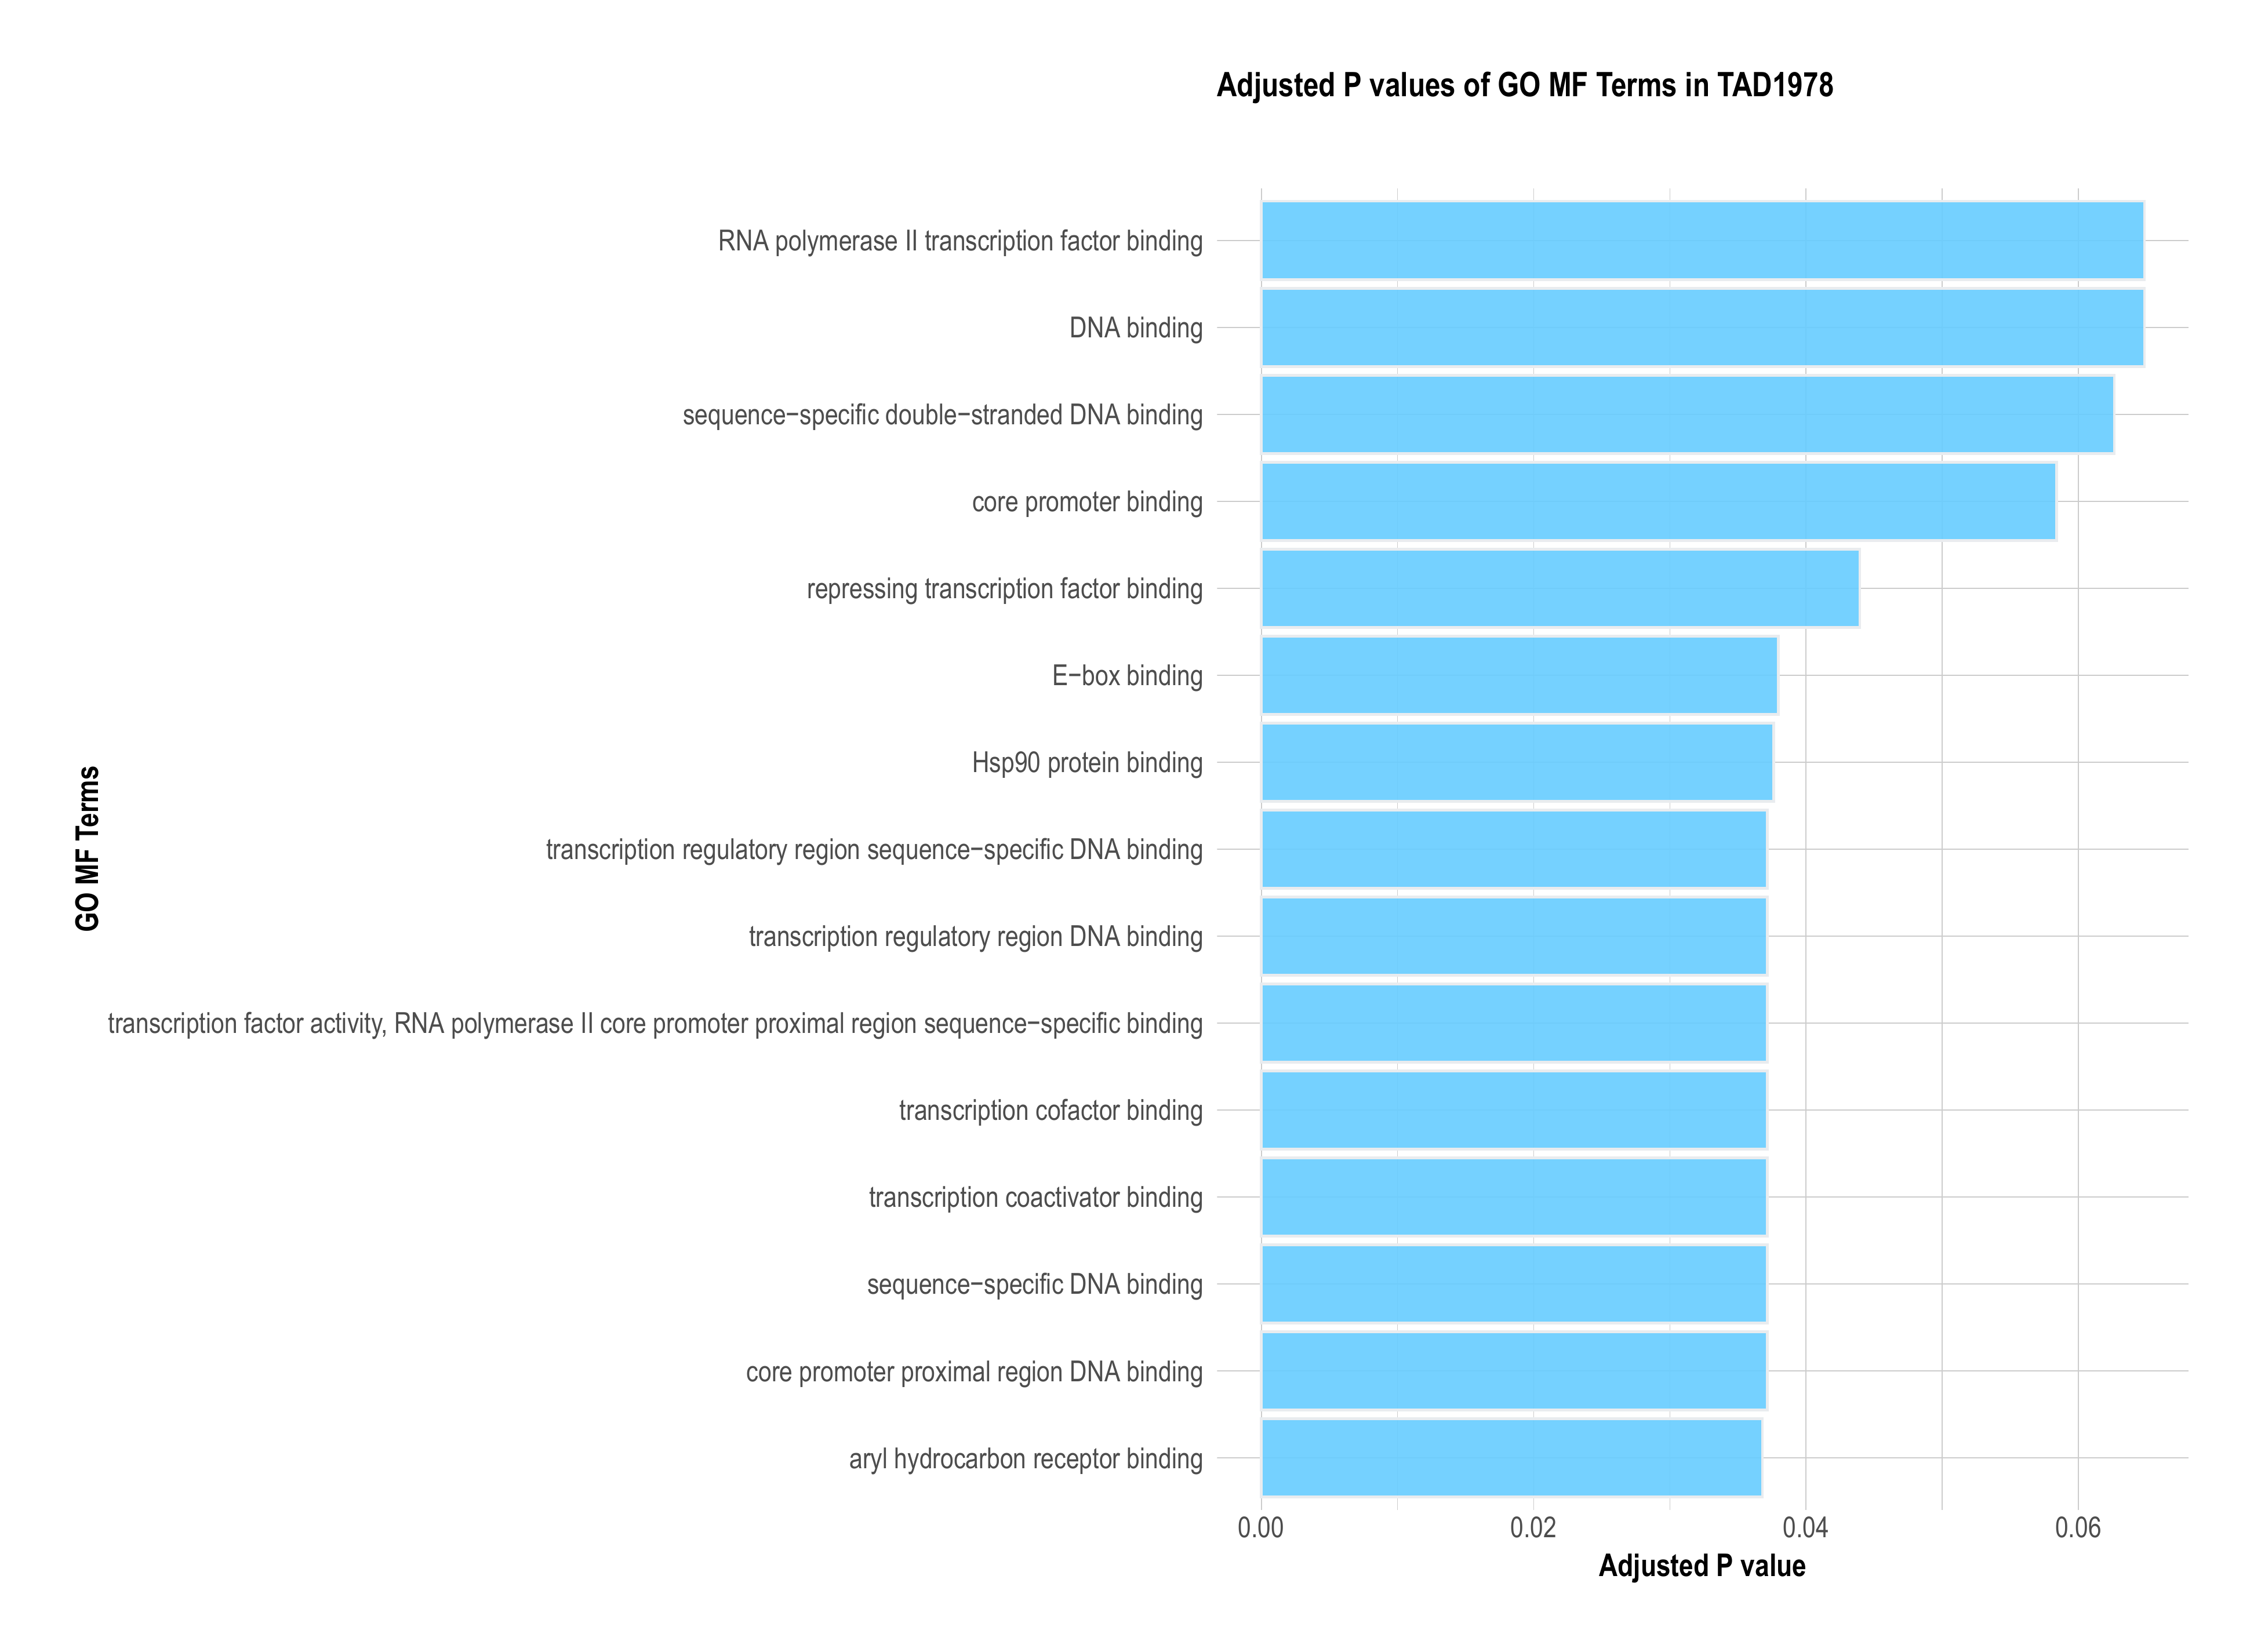 Adjusted P values of GO MF Terms in TAD1978
RNA polymerase II transcription factor binding
DNA binding
sequence−specific double−stranded DNA binding
core promoter binding
repressing transcription factor binding
E−box binding
Hsp90 protein binding
transcription regulatory region sequence−specific DNA binding
transcription regulatory region DNA binding
transcription factor activity, RNA polymerase II core promoter proximal region sequence−specific binding
transcription cofactor binding
transcription coactivator binding
sequence−specific DNA binding
core promoter proximal region DNA binding
aryl hydrocarbon receptor binding
GO MF Terms
0.00 0.02 0.04 0.06
Adjusted P value